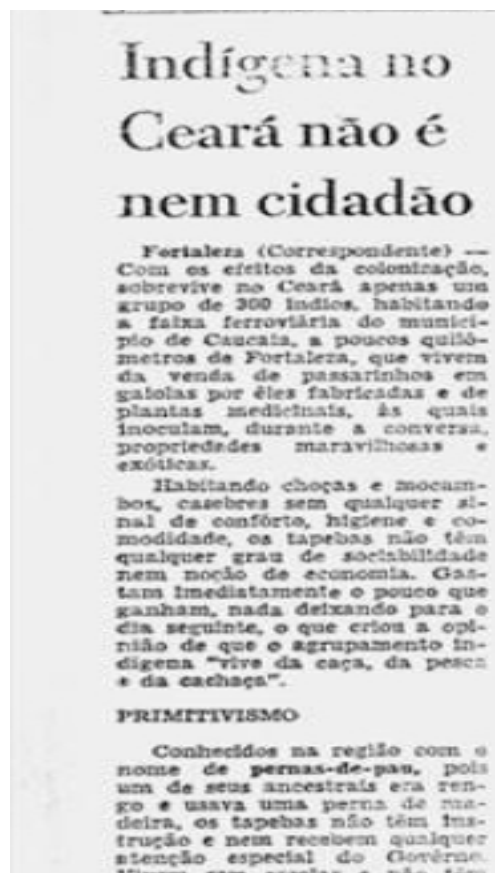 Indígena no
Ceará não é
nem cidadão
Fortaleza (Correspondente) —
Com os efeitos da colonização,
sobrevive no Ceará apenas um
grupo de 300 índios, habitando
a faixa ferroviária do municí-
pio de Caucaia, a poucos quilô-
metros de Fortaleza, que vivem
da venda de passarinhos em
gaiolas por êles fabricadas e de
plantas medicinais, às quais
inoculam, durante a conversa,
propriedades maravilhosas e
exóticas.
Habitando choças e mocam-
bos, casebres sem qualquer si-
nal de confôrto, higiene e co-
modidade, os tapebas não têm
qualquer grau de sociabilidade
nem noção de economia. Gas-
tam imediatamente o pouco que
ganham, nada deixando para o
dia seguinte, o que criou a opi-
nião de que o agrupamento in-
dígena "vive da caça, da pesca
e da cachaça".
PRIMITIVISMO
Conhecidos na região com o
nome de pernas-de-pau, pois
um de seus ancestrais era ren-
go e usava uma perna de ma-
deira, os tapebas não têm ins-
trução e nem recebem qualquer
atenção especial do Govêrno.